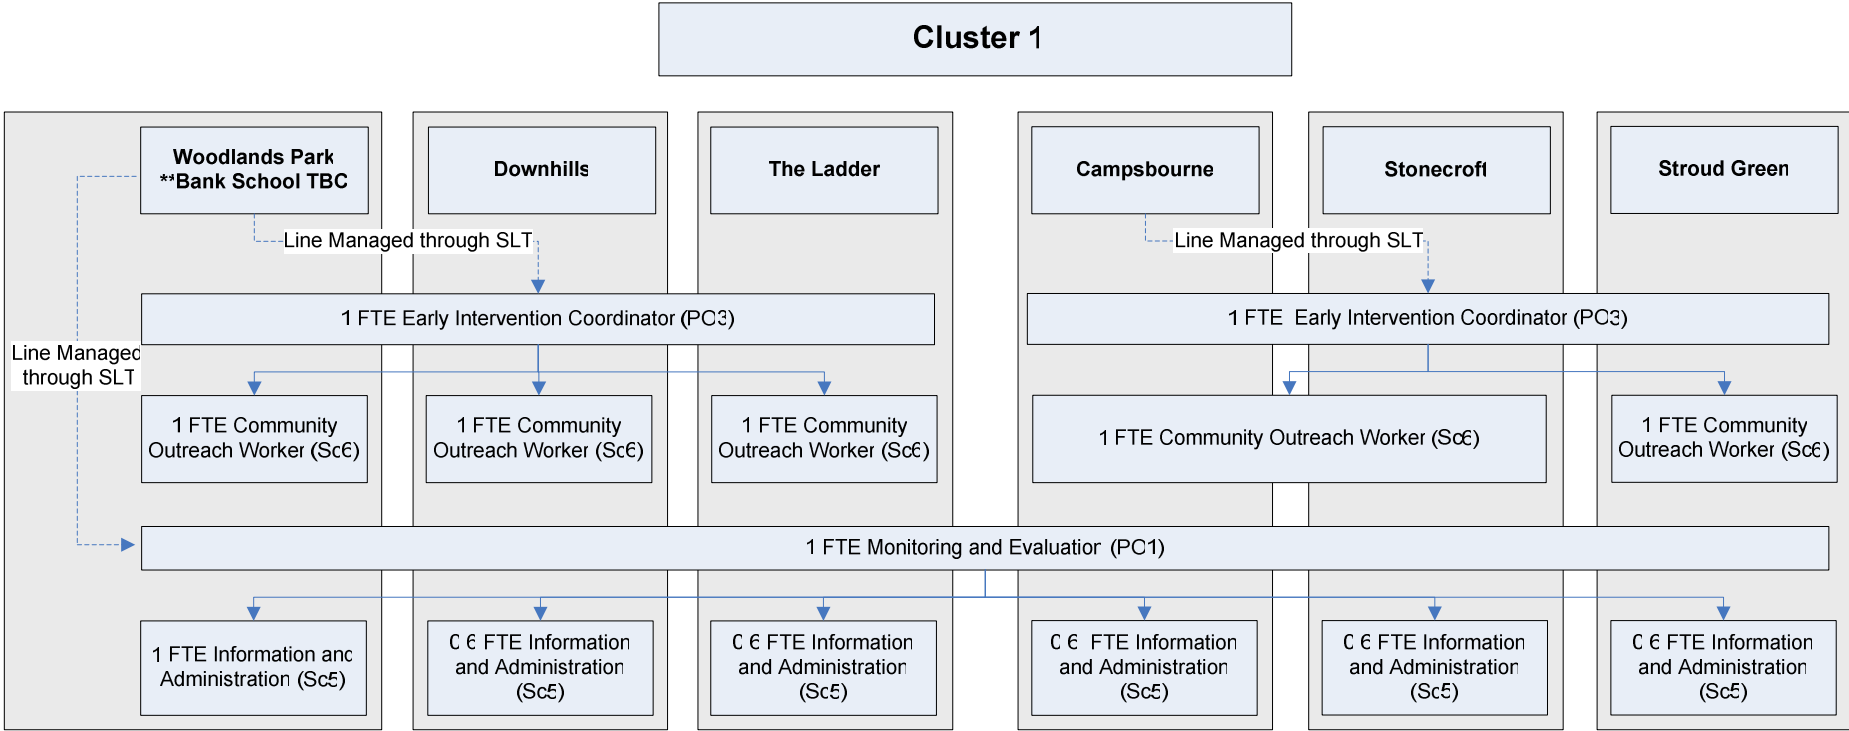 Cluster 1
Woodlands Park
**Bank School TBC
Downhills
The Ladder
Campsbourne
Stonecroft
Stroud Green
Line Managed through SLT
Line Managed through SLT
1 FTE Early Intervention Coordinator (PO3)
1 FTE Early Intervention Coordinator (PO3)
Line Managed
through SLT
1 FTE Community
Outreach Worker (Sc6)
1 FTE Community
Outreach Worker (Sc6)
1 FTE Community
Outreach Worker (Sc6)
1 FTE Community Outreach Worker (Sc6)
1 FTE Community
Outreach Worker (Sc6)
1 FTE Monitoring and Evaluation (PO1)
1 FTE Information and
Administration (Sc5)
0.6 FTE Information
and Administration
(Sc5)
0.6 FTE Information
and Administration
(Sc5)
0.6 FTE Information
and Administration
(Sc5)
0.6 FTE Information
and Administration
(Sc5)
0.6 FTE Information
and Administration
(Sc5)